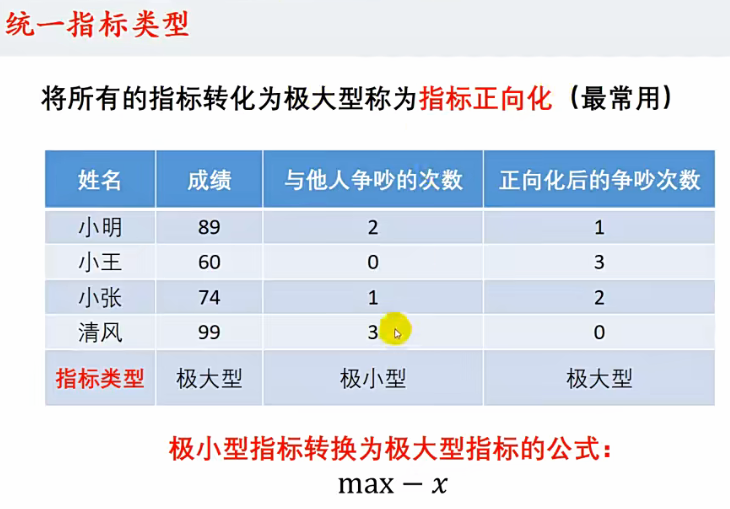 统一指标类型
将所有的指标转化为极大型称为指标正向化（最常用）
姓名 成绩 与他人争吵的次数 正向化后的争吵次数
小明 89 2 1
小王 60 0 3
小张 74 1 2
清风 99 3 0
指标类型 极大型 极小型 极大型
极小型指标转换为极大型指标的公式：
max − x